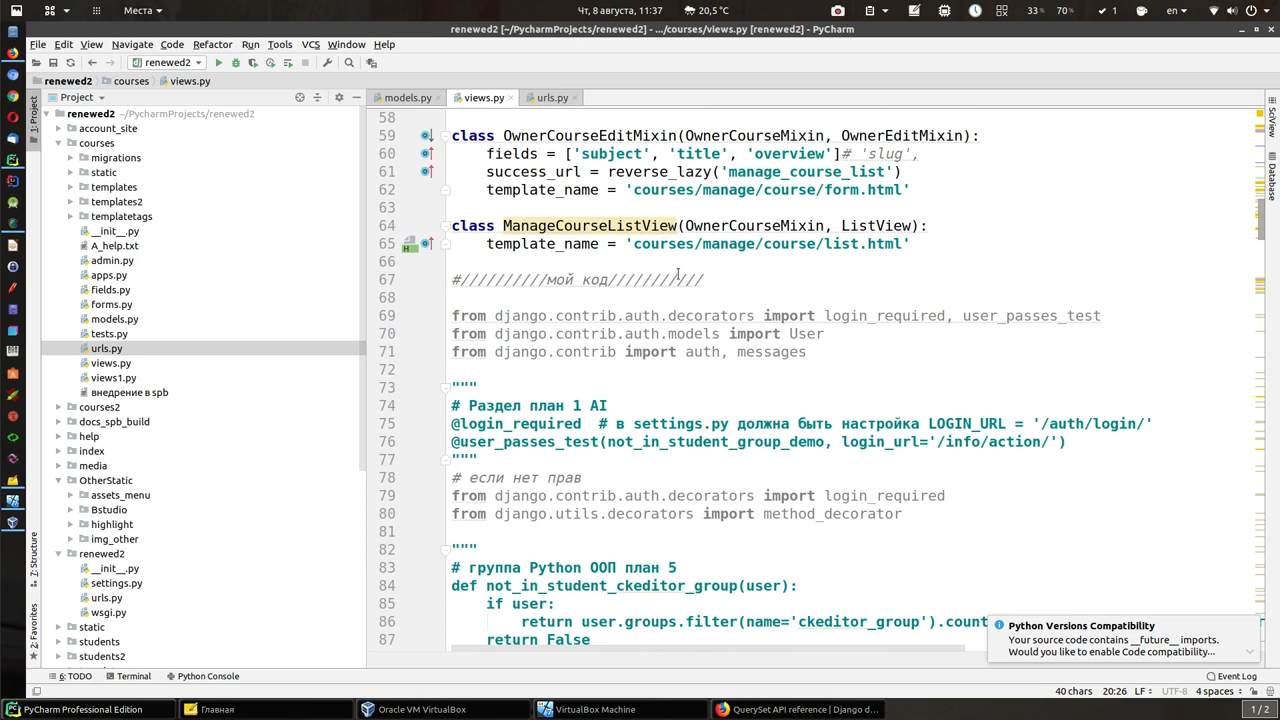 Места
Чт, 8 августа, 11:37
20,5 °C
33 %
70%
1
2
en
renewed2 [~/PycharmProjects/renewed2] - .../courses/views.py [renewed2] - PyCharm
File Edit View Navigate Code Refactor Run Tools VCS Window Help
renewed2
renewed2 courses views.py
Project
models.py views.py urls.py
1: Project
7: Structure
2: Favorites
SciView
Database
renewed2 ~/PycharmProjects/renewed2
account_site
courses
migrations
static
templates
templates2
templatetags
__init__.py
A_help.txt
admin.py
apps.py
fields.py
forms.py
models.py
tests.py
urls.py
views.py
views1.py
внедрение в spb
courses2
docs_spb_build
help
index
media
OtherStatic
assets_menu
Bstudio
highlight
img_other
renewed2
__init__.py
settings.py
urls.py
wsgi.py
static
students
students2
58
59 class OwnerCourseEditMixin(OwnerCourseMixin, OwnerEditMixin):
60 fields = ['subject', 'title', 'overview']# 'slug',
61 success_url = reverse_lazy('manage_course_list')
62 template_name = 'courses/manage/course/form.html'
63
64 class ManageCourseListView(OwnerCourseMixin, ListView):
65 template_name = 'courses/manage/course/list.html'
66
67 #//////////мой код///////////
68
69 from django.contrib.auth.decorators import login_required, user_passes_test
70 from django.contrib.auth.models import User
71 from django.contrib import auth, messages
72
73 """
74 # Раздел план 1 AI
75 @login_required # в settings.py должна быть настройка LOGIN_URL = '/auth/login/'
76 @user_passes_test(not_in_student_group_demo, login_url='/info/action/')
77 """
78 # если нет прав
79 from django.contrib.auth.decorators import login_required
80 from django.utils.decorators import method_decorator
81
82 """
83 # группа Python ООП план 5
84 def not_in_student_ckeditor_group(user):
85 if user:
86 return user.groups.filter(name='ckeditor_group').count
87 return False
Python Versions Compatibility
Your source code contains __future__ imports.
Would you like to enable Code compatibility...
6: TODO Terminal Python Console Event Log
40 chars 20:26 LF UTF-8 4 spaces
PyCharm Professional Edition
Главная
Oracle VM VirtualBox
VirtualBox Machine
QuerySet API reference | Django d...
1 / 2